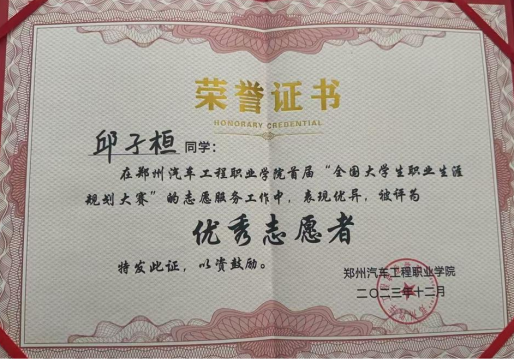 荣誉证书
HONORARY CREDENTIAL
邱子桓 同学：
在郑州汽车工程职业学院首届“全国大学生职业生涯
规划大赛”的志愿服务工作中，表现优异，被评为
优秀志愿者
特发此证，以资鼓励。
郑州汽车工程职业学院
二〇二三年十二月